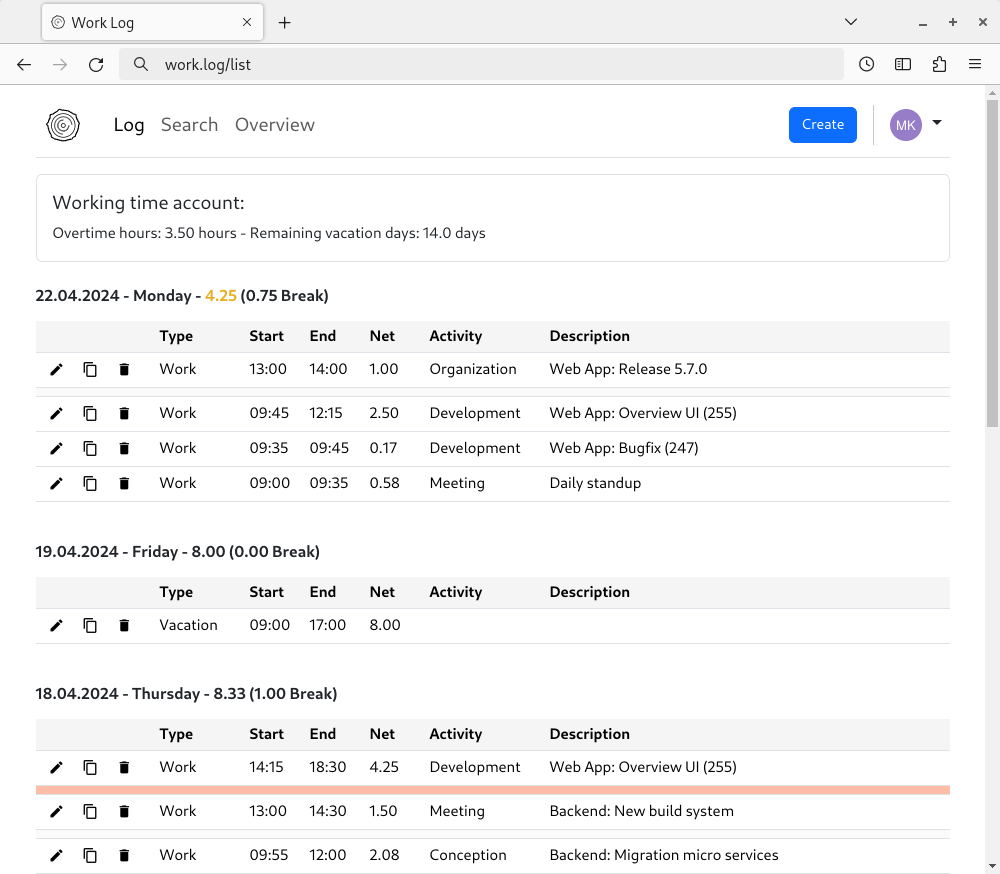 Work Log
work.log/list
Log Search Overview Create MK
Working time account:
Overtime hours: 3.50 hours - Remaining vacation days: 14.0 days
22.04.2024 - Monday - 4.25 (0.75 Break)
Type Start End Net Activity Description
Work 13:00 14:00 1.00 Organization Web App: Release 5.7.0
Work 09:45 12:15 2.50 Development Web App: Overview UI (255)
Work 09:35 09:45 0.17 Development Web App: Bugfix (247)
Work 09:00 09:35 0.58 Meeting Daily standup
19.04.2024 - Friday - 8.00 (0.00 Break)
Type Start End Net Activity Description
Vacation 09:00 17:00 8.00
18.04.2024 - Thursday - 8.33 (1.00 Break)
Type Start End Net Activity Description
Work 14:15 18:30 4.25 Development Web App: Overview UI (255)
Work 13:00 14:30 1.50 Meeting Backend: New build system
Work 09:55 12:00 2.08 Conception Backend: Migration micro services